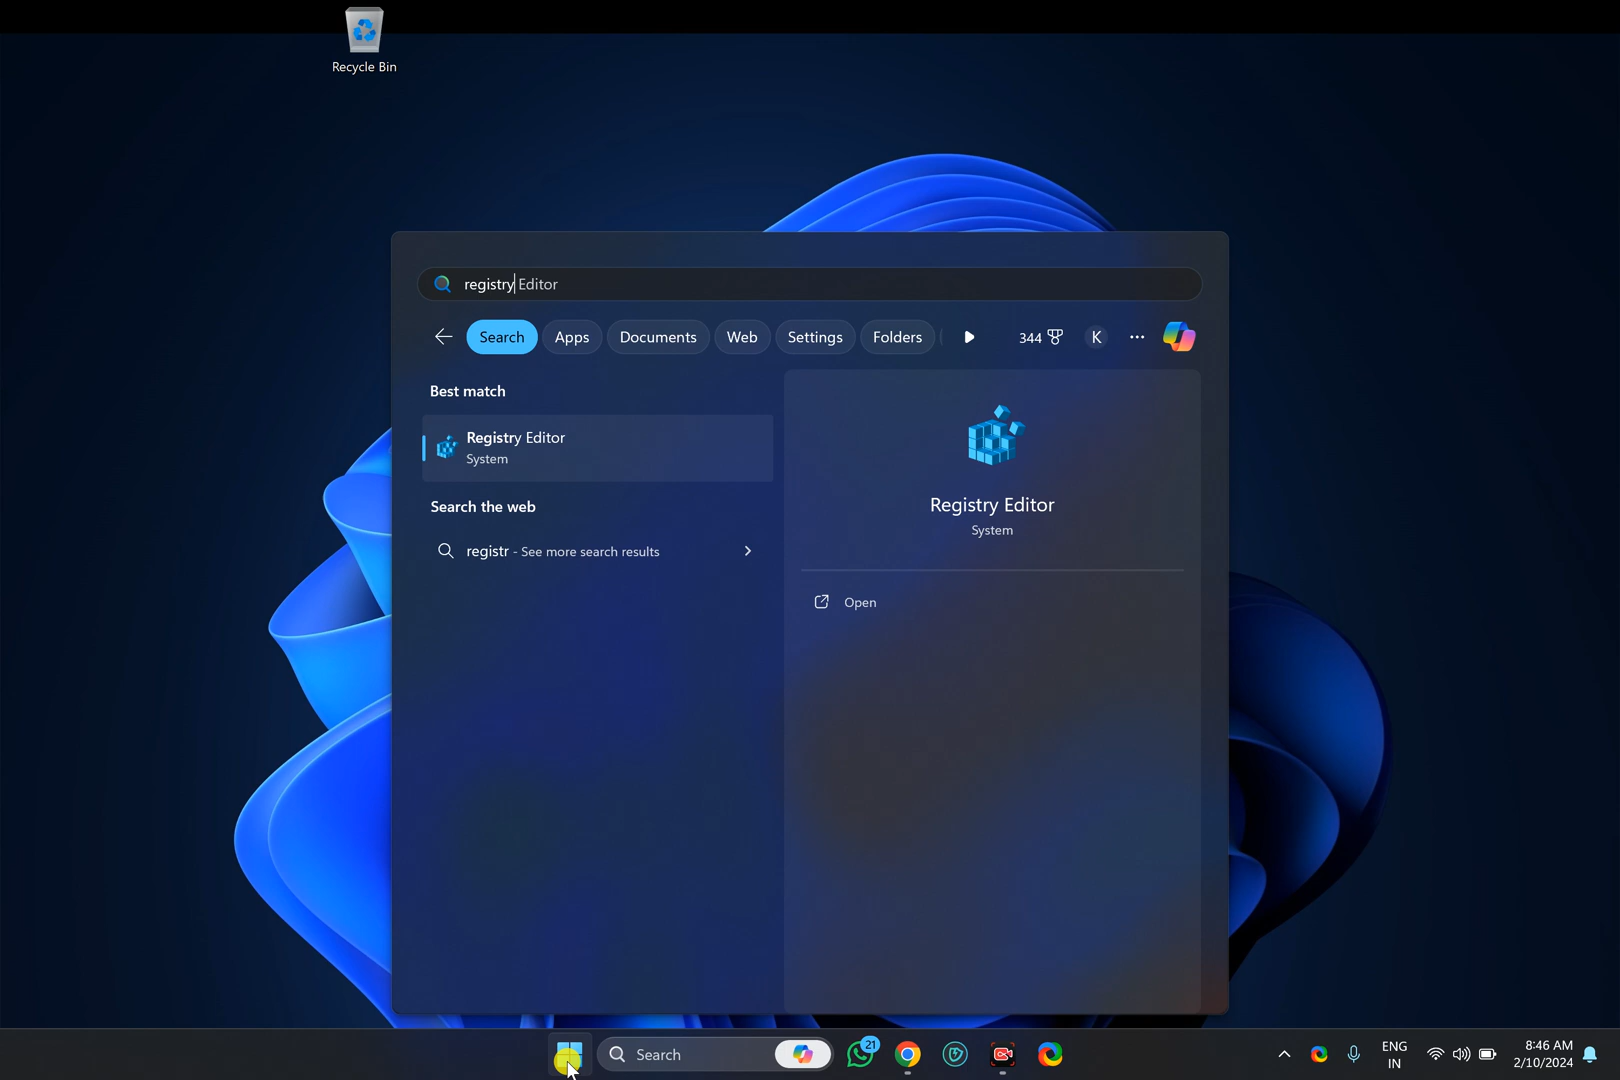 Recycle Bin
registry Editor
Search Apps Documents Web Settings Folders 344 K
Best match
Registry Editor
System
Search the web
registr - See more search results
Registry Editor
System
Open
Search
21
ENG
IN
8:46 AM
2/10/2024